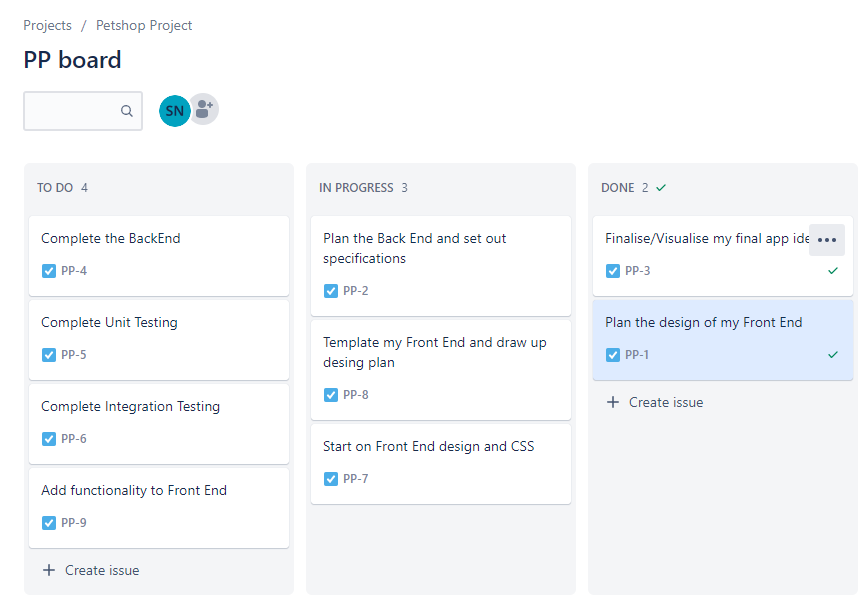 Projects / Petshop Project
PP board
SN
TO DO 4
Complete the BackEnd
PP-4
Complete Unit Testing
PP-5
Complete Integration Testing
PP-6
Add functionality to Front End
PP-9
+ Create issue
IN PROGRESS 3
Plan the Back End and set out
specifications
PP-2
Template my Front End and draw up
desing plan
PP-8
Start on Front End design and CSS
PP-7
DONE 2
Finalise/Visualise my final app ide
PP-3
Plan the design of my Front End
PP-1
+ Create issue